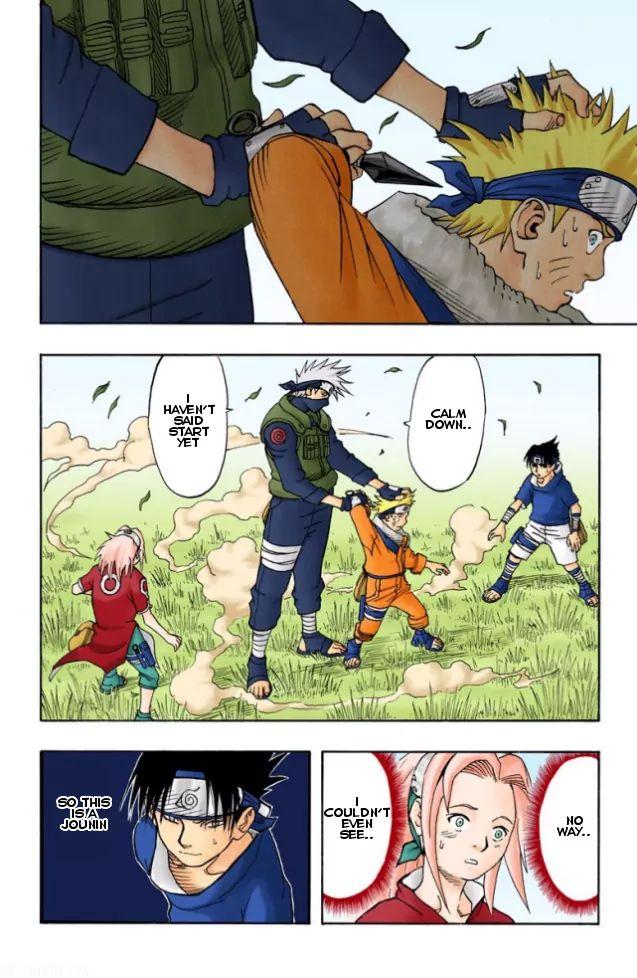 CALM
DOWN..
I
HAVEN'T
SAID
START
YET
NO
WAY..
I
COULDN'T
EVEN
SEE..
SO THIS
IS A
JOUNIN